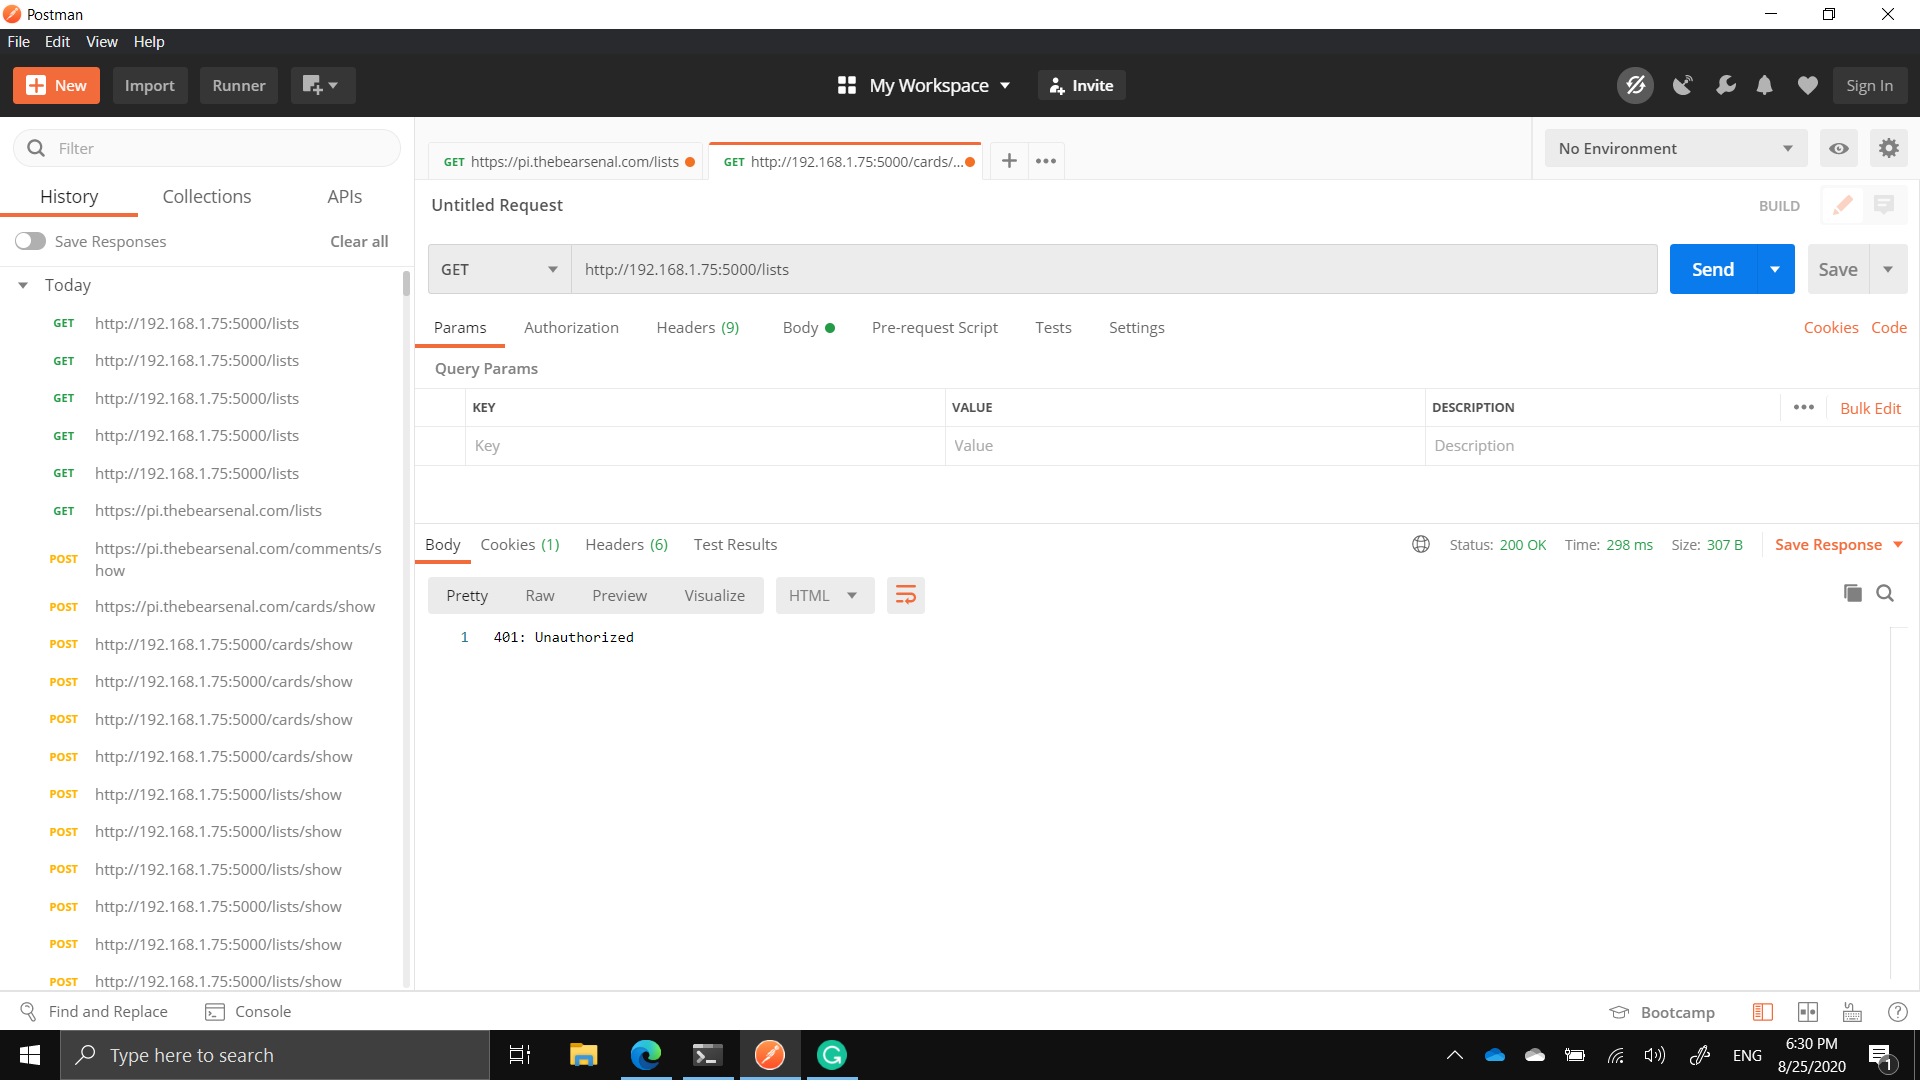 Postman
File Edit View Help
New Import Runner My Workspace Invite Sign In
Filter
History Collections APIs
Save Responses Clear all
Today
GET http://192.168.1.75:5000/lists
GET http://192.168.1.75:5000/lists
GET http://192.168.1.75:5000/lists
GET http://192.168.1.75:5000/lists
GET http://192.168.1.75:5000/lists
GET https://pi.thebearsenal.com/lists
POST https://pi.thebearsenal.com/comments/s
how
POST https://pi.thebearsenal.com/cards/show
POST http://192.168.1.75:5000/cards/show
POST http://192.168.1.75:5000/cards/show
POST http://192.168.1.75:5000/cards/show
POST http://192.168.1.75:5000/cards/show
POST http://192.168.1.75:5000/lists/show
POST http://192.168.1.75:5000/lists/show
POST http://192.168.1.75:5000/lists/show
POST http://192.168.1.75:5000/lists/show
POST http://192.168.1.75:5000/lists/show
POST http://192.168.1.75:5000/lists/show
GET https://pi.thebearsenal.com/lists GET http://192.168.1.75:5000/cards/... No Environment
Untitled Request BUILD
GET http://192.168.1.75:5000/lists Send Save
Params Authorization Headers (9) Body Pre-request Script Tests Settings Cookies Code
Query Params
KEY VALUE DESCRIPTION Bulk Edit
Key Value Description
Body Cookies (1) Headers (6) Test Results Status: 200 OK Time: 298 ms Size: 307 B Save Response
Pretty Raw Preview Visualize HTML
1 401: Unauthorized
Find and Replace Console Bootcamp
Type here to search ENG 6:30 PM
8/25/2020 1